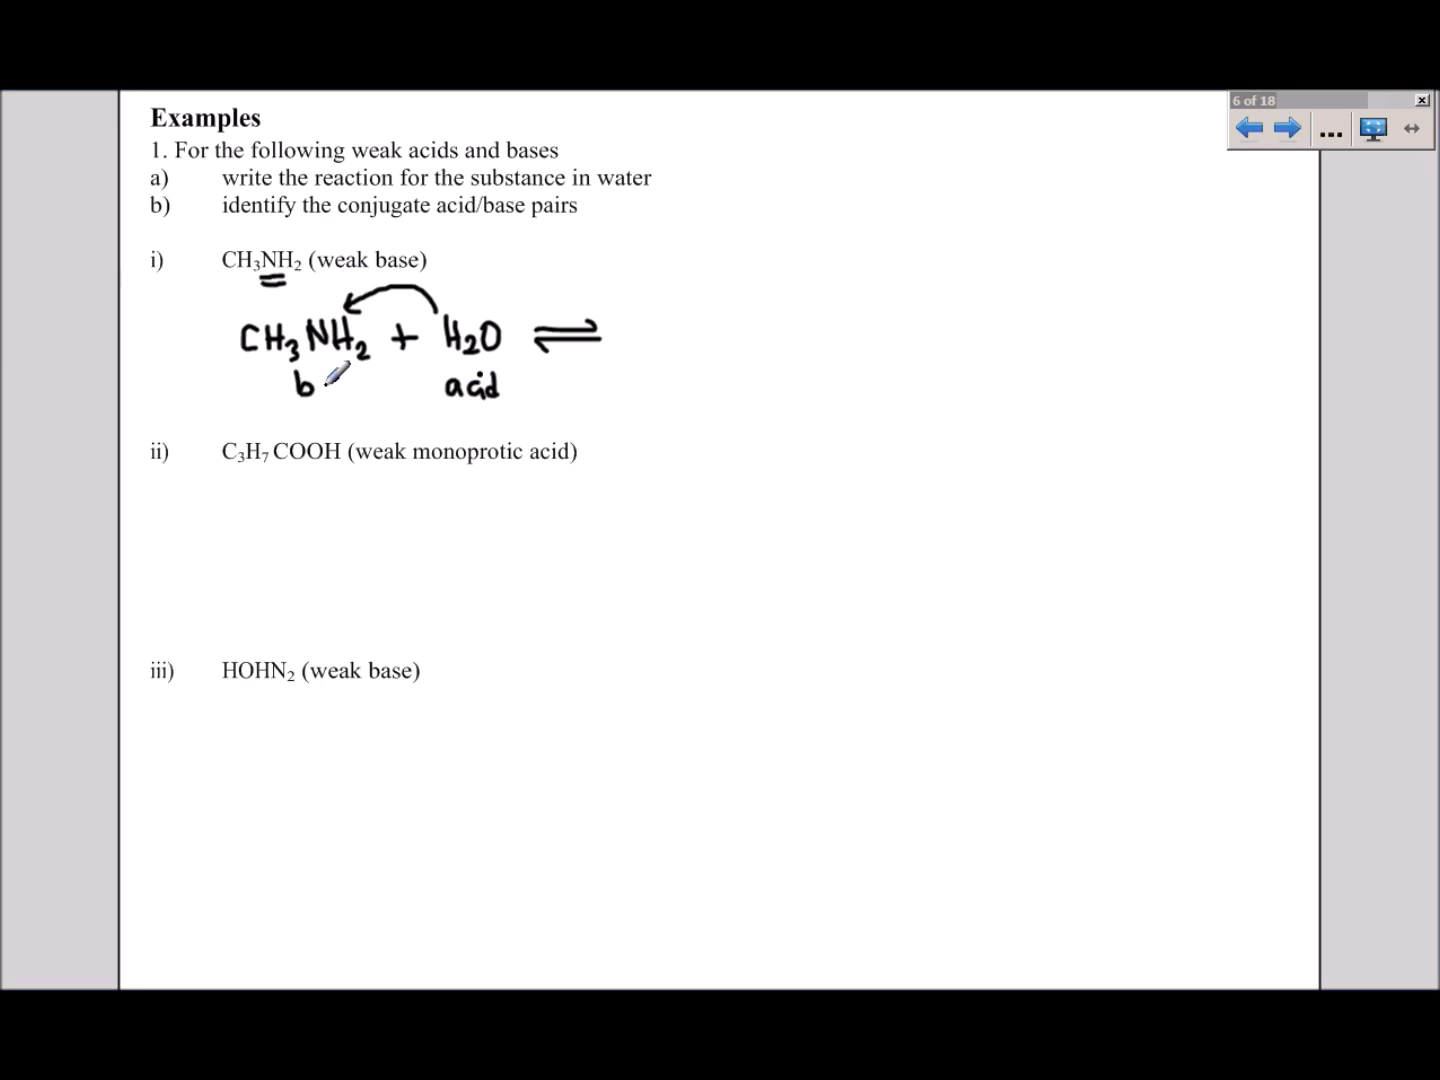 6 of 18
Examples
1. For the following weak acids and bases
a) write the reaction for the substance in water
b) identify the conjugate acid/base pairs
i) CH₃NH₂ (weak base)
CH₃NH₂ + H₂O ⇌
b acid
ii) C₃H₇ COOH (weak monoprotic acid)
iii) HOHN₂ (weak base)